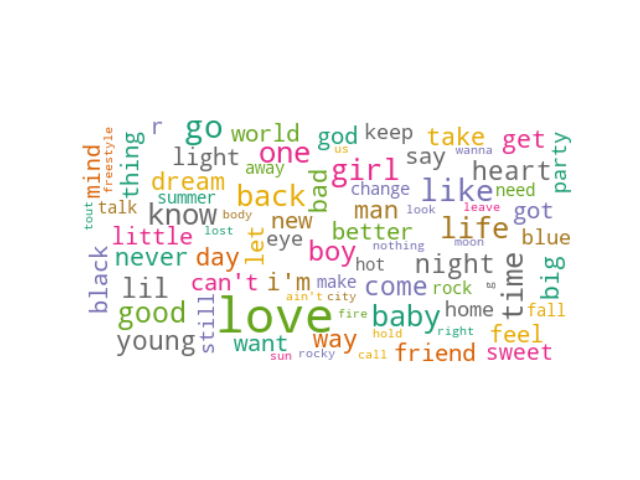 r go world god keep take get party
mind freestyle thing light one us say wanna
dream away girl heart
summer back bad change like need
tout talk know body new man look leave got
little lost let eye better boy nothing life moon blue
black never day hot night time big
lil can't i'm make come rock g
good still love ain't city fire baby home fall
young want way hold right feel
sun rocky call friend sweet